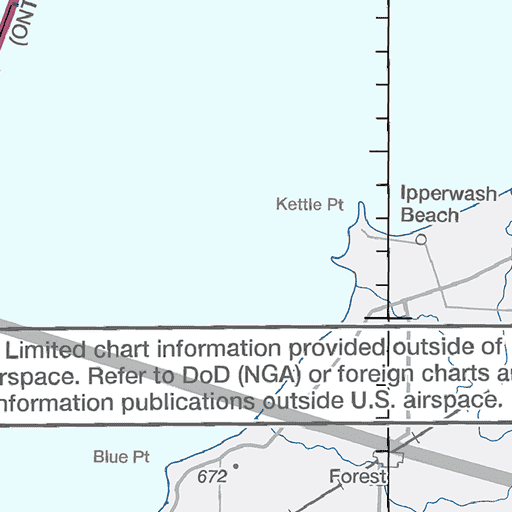 (ONT
Kettle Pt
Ipperwash
Beach
Limited chart information provided outside of
rspace. Refer to DoD (NGA) or foreign charts a
nformation publications outside U.S. airspace.
Blue Pt
672
Forest